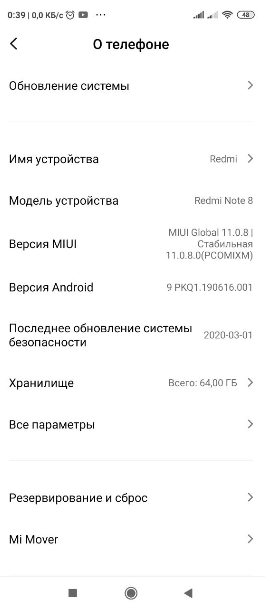 0:39 | 0,0 КБ/с ··· 48
О телефоне
Обновление системы
Имя устройства Redmi
Модель устройства Redmi Note 8
Версия MIUI MIUI Global 11.0.8 |
Стабильная
11.0.8.0(PCOMIXM)
Версия Android 9 PKQ1.190616.001
Последнее обновление системы
безопасности 2020-03-01
Хранилище Всего: 64,00 ГБ
Все параметры
Резервирование и сброс
Mi Mover